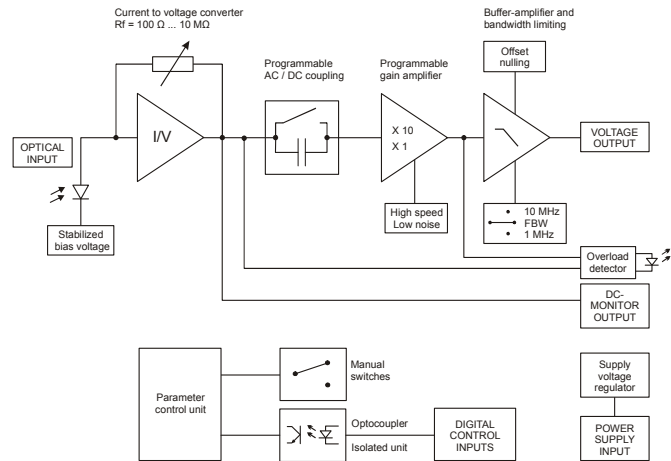 Current to voltage converter
Rf = 100 Ω ... 10 MΩ
Buffer-amplifier and
bandwidth limiting
Programmable
AC / DC coupling
Programmable
gain amplifier
Offset
nulling
I/V
X 10
X 1
OPTICAL
INPUT
VOLTAGE
OUTPUT
Stabilized
bias voltage
High speed
Low noise
10 MHz
FBW
1 MHz
Overload
detector
DC-
MONITOR
OUTPUT
Parameter
control unit
Manual
switches
Supply
voltage
regulator
Optocoupler
Isolated unit
DIGITAL
CONTROL
INPUTS
POWER
SUPPLY
INPUT